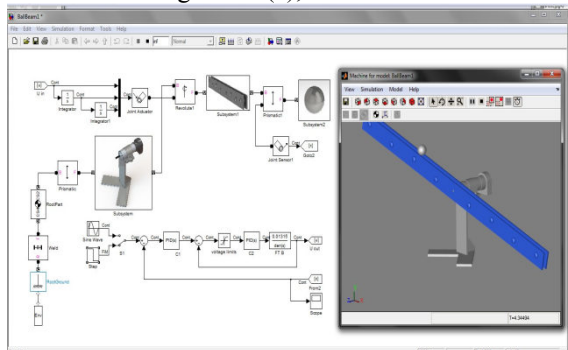 BallBeam1 *
File Edit View Simulation Format Tools Help
Normal
U in
Conn
Integrator
Integrator1
Joint Actuator
Revolute1
Subsystem1
Prismatic1
Subsystem2
Joint Sensor1
Goto2
Prismatic
Subsystem
RootPart
Weld
RootGround
Env
Sine Wave
Step
S1
PID(s)
C1
voltage limits
PID(s)
C2
den(s)
FT B
U out
From2
Scope
Machine for model: BallBeam1
View Simulation Model Help